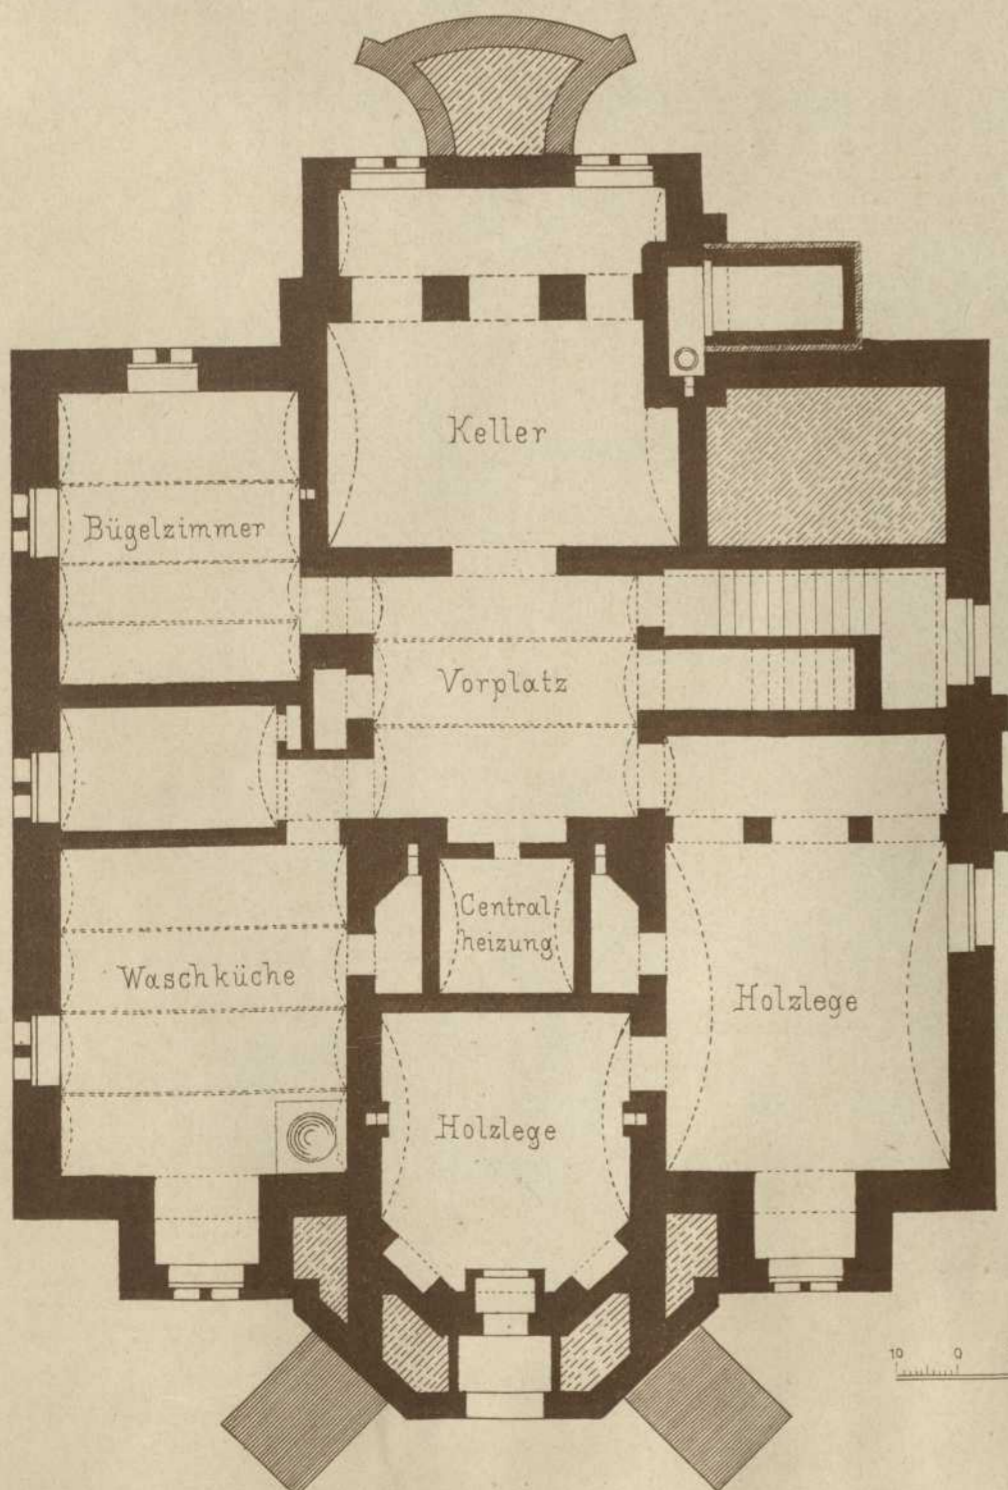 Keller
Bügelzimmer
Vorplatz
Central-
heizung
Waschküche
Holzlege
Holzlege
10 0